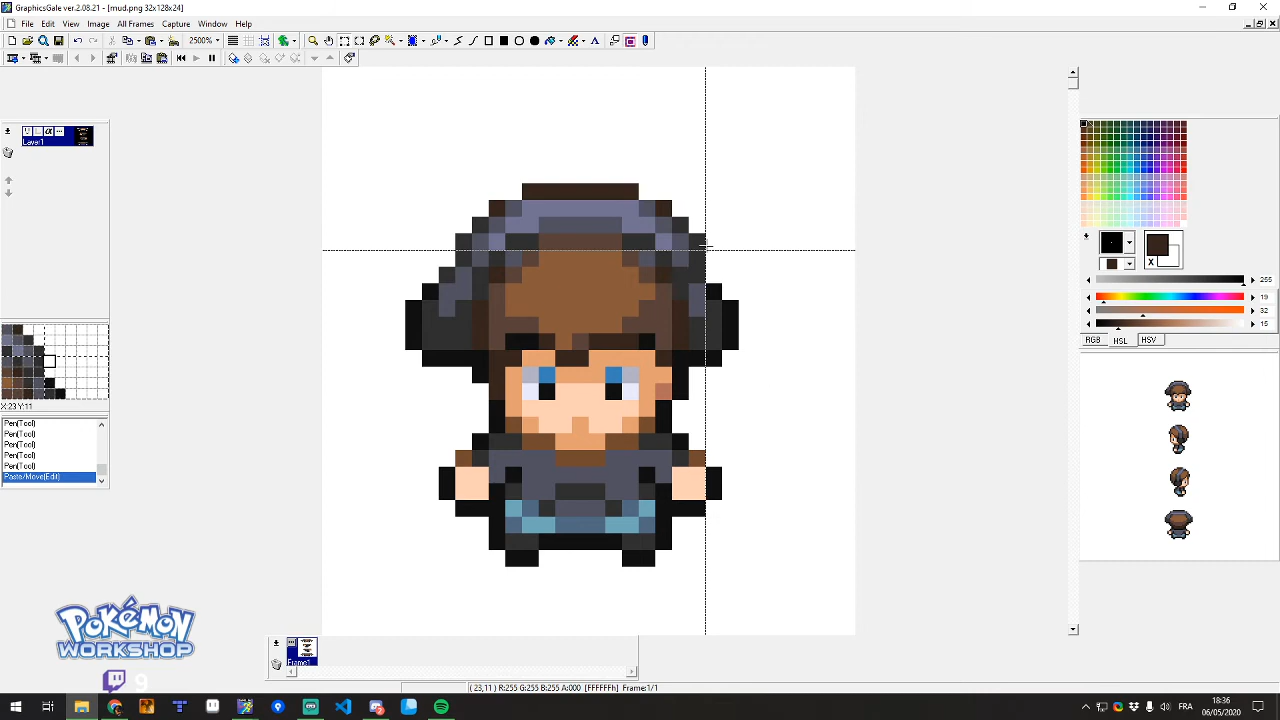 GraphicsGale ver.2.08.21 - [mud.png 32x128x24]
File Edit View Image All Frames Capture Window Help
2500%
Layer1
255
19
32
15
RGB HSL HSV
X:23 Y:11
Pen(Tool)
Pen(Tool)
Pen(Tool)
Pen(Tool)
Pen(Tool)
Paste/Move(Edit)
POKéMON
WORKSHOP
9
Frame1
( 23,11 ) R:255 G:255 B:255 A:000 [FFFFFFh] Frame:1/1
FRA
18:36
06/05/2020